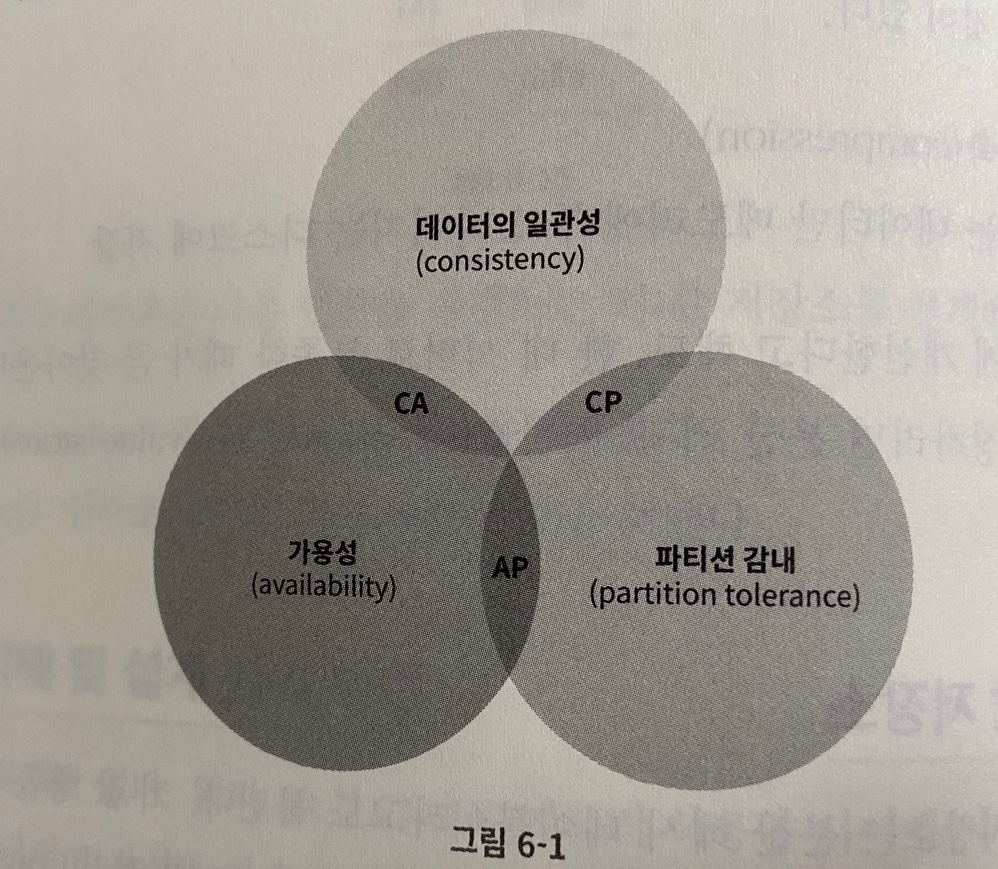 데이터의 일관성
(consistency)
CA
CP
가용성
(availability)
AP
파티션 감내
(partition tolerance)
그림 6-1